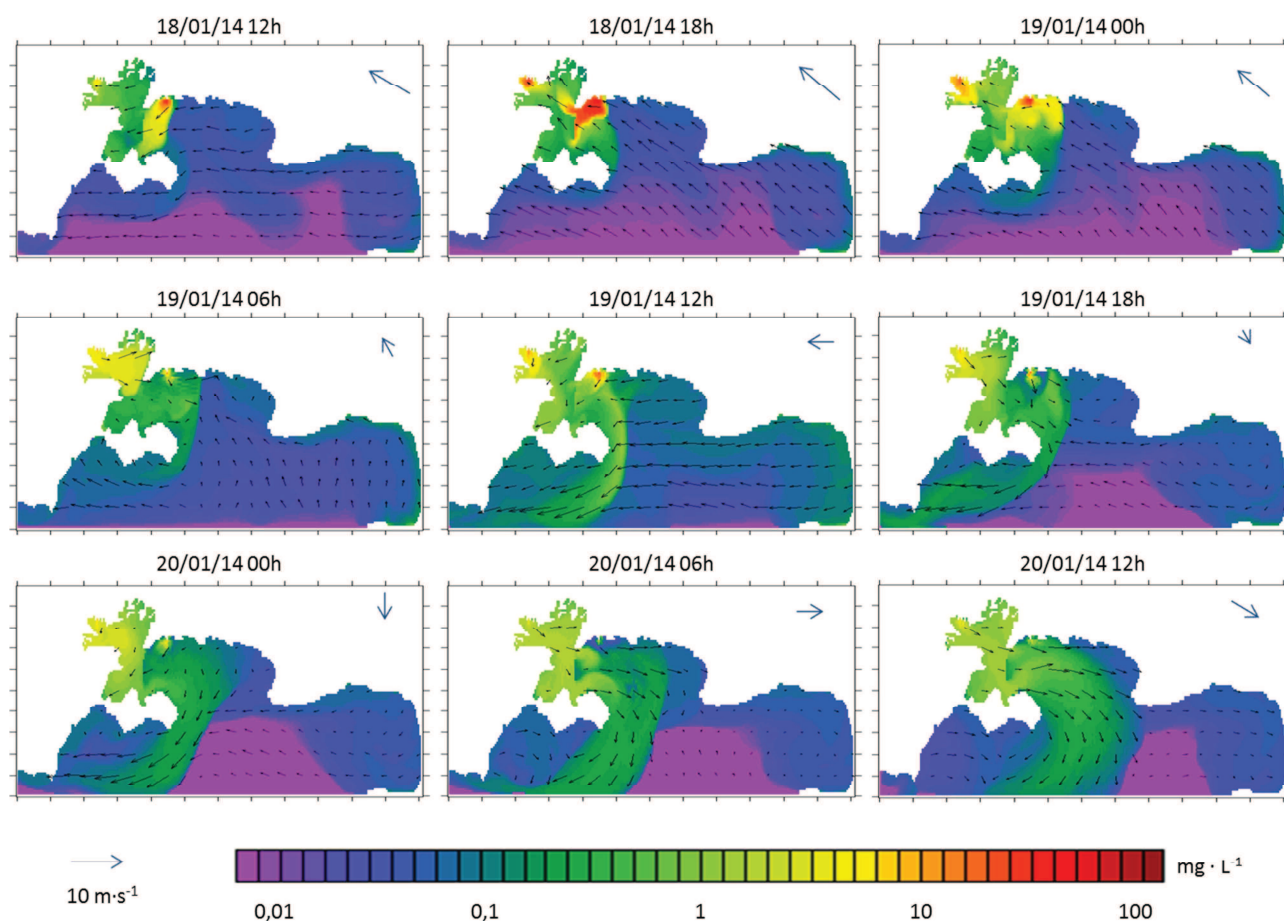 18/01/14 12h
18/01/14 18h
19/01/14 00h
19/01/14 06h
19/01/14 12h
19/01/14 18h
20/01/14 00h
20/01/14 06h
20/01/14 12h
10 m·s⁻¹
mg · L⁻¹
0,01 0,1 1 10 100